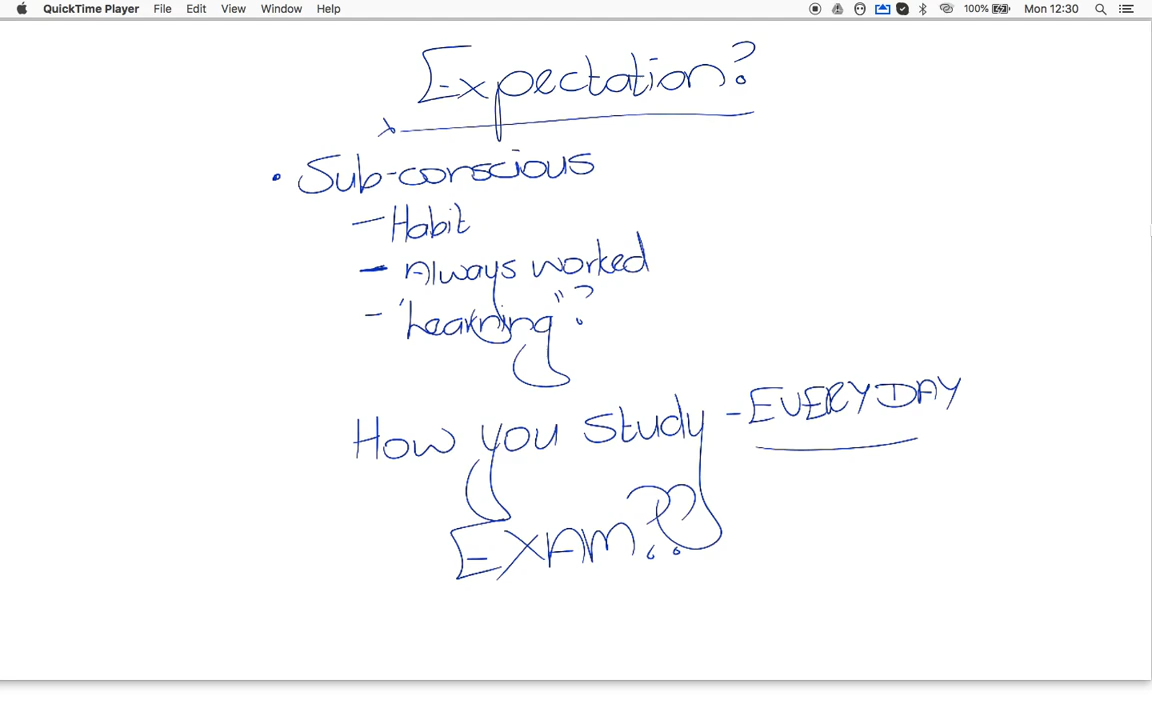 QuickTime Player File Edit View Window Help 100% Mon 12:30
Expectation?
• Sub-conscious
- Habit
- Always worked
- "Learning"?
How you study - EVERYDAY
EXAM??